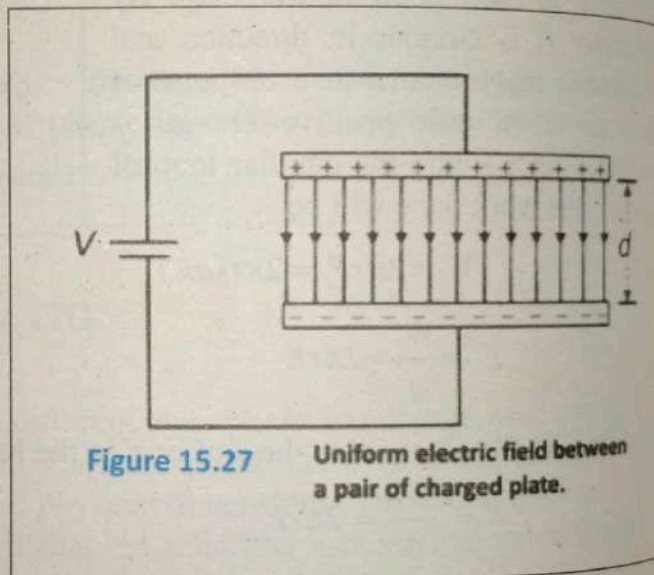 + + + + + + + + + + + +
V
d
- - - - - - - - - - - -
Figure 15.27
Uniform electric field between
a pair of charged plate.